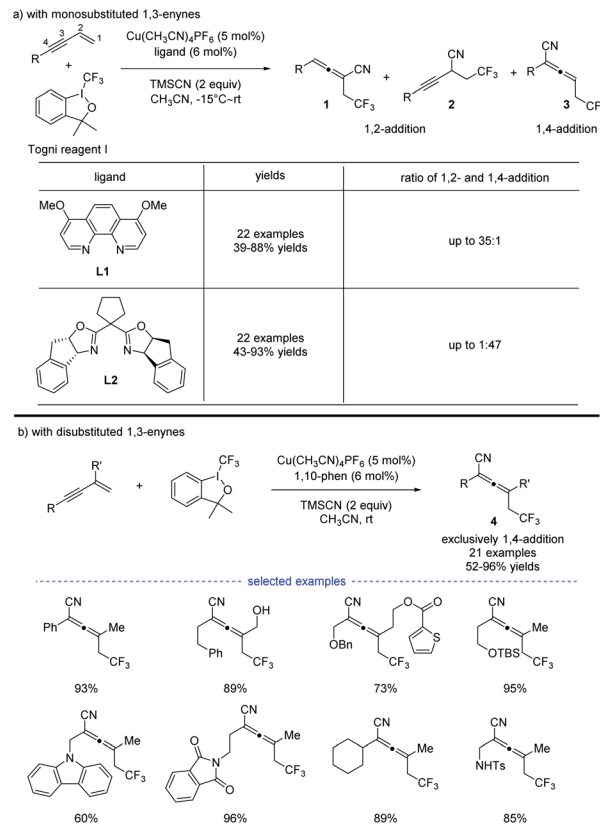 a) with monosubstituted 1,3-enynes
4 3 2 1
R
+
CF3
I
O
Togni reagent I
Cu(CH3CN)4PF6 (5 mol%)
ligand (6 mol%)
TMSCN (2 equiv)
CH3CN, -15°C~rt
R CN CF3
1
+
CN CF3 R
2
+
CN R CF
3
1,2-addition
1,4-addition
ligand yields ratio of 1,2- and 1,4-addition
MeO OMe
N N
L1
22 examples
39-88% yields
up to 35:1
O O
N N
L2
22 examples
43-93% yields
up to 1:47
b) with disubstituted 1,3-enynes
R'
R
+
CF3
I
O
Cu(CH3CN)4PF6 (5 mol%)
1,10-phen (6 mol%)
TMSCN (2 equiv)
CH3CN, rt
CN
R R'
CF3
4
exclusively 1,4-addition
21 examples
52-96% yields
selected examples
CN
Ph Me
CF3
93%
CN OH
Ph CF3
89%
CN O O
S
OBn CF3
73%
CN
Me
OTBS CF3
95%
CN
N Me
CF3
60%
CN
O Me
N
O CF3
96%
CN
Me
CF3
89%
CN
Me
NHTs CF3
85%